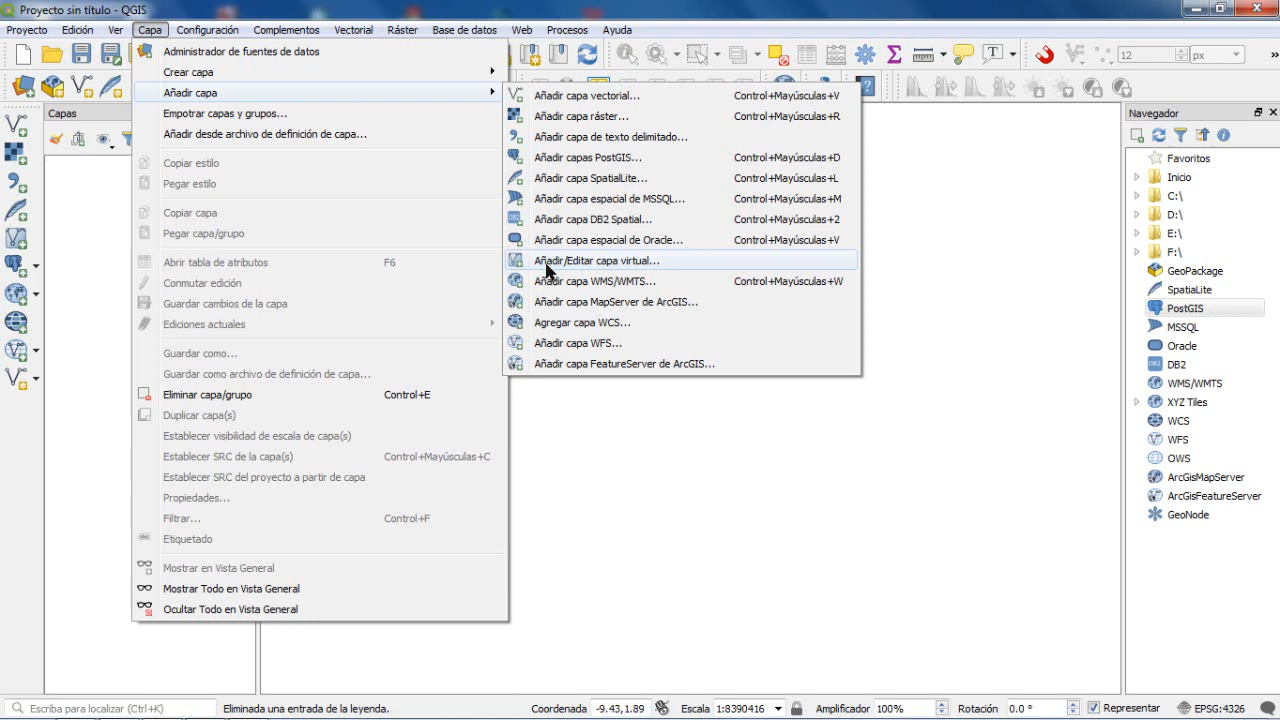 Proyecto sin título - QGIS
Proyecto Edición Ver Capa Configuración Complementos Vectorial Ráster Base de datos Web Procesos Ayuda
12 px
Capas
Administrador de fuentes de datos
Crear capa
Añadir capa
Empotrar capas y grupos...
Añadir desde archivo de definición de capa...
Copiar estilo
Pegar estilo
Copiar capa
Pegar capa/grupo
Abrir tabla de atributos F6
Conmutar edición
Guardar cambios de la capa
Ediciones actuales
Guardar como...
Guardar como archivo de definición de capa...
Eliminar capa/grupo Control+E
Duplicar capa(s)
Establecer visibilidad de escala de capa(s)
Establecer SRC de la capa(s) Control+Mayúsculas+C
Establecer SRC del proyecto a partir de capa
Propiedades...
Filtrar... Control+F
abc Etiquetado
Mostrar en Vista General
Mostrar Todo en Vista General
Ocultar Todo en Vista General
Añadir capa vectorial... Control+Mayúsculas+V
Añadir capa ráster... Control+Mayúsculas+R
Añadir capa de texto delimitado...
Añadir capas PostGIS... Control+Mayúsculas+D
Añadir capa SpatialLite... Control+Mayúsculas+L
Añadir capa espacial de MSSQL... Control+Mayúsculas+M
DB2 Añadir capa DB2 Spatial... Control+Mayúsculas+2
Añadir capa espacial de Oracle... Control+Mayúsculas+V
Añadir/Editar capa virtual...
Añadir capa WMS/WMTS... Control+Mayúsculas+W
Añadir capa MapServer de ArcGIS...
Agregar capa WCS...
Añadir capa WFS...
Añadir capa FeatureServer de ArcGIS...
Navegador
Favoritos
Inicio
C:\
D:\
E:\
F:\
GeoPackage
SpatiaLite
PostGIS
MSSQL
Oracle
DB2 DB2
WMS/WMTS
XYZ Tiles
WCS
WFS
OWS
ArcGisMapServer
ArcGisFeatureServer
GeoNode
Escriba para localizar (Ctrl+K) Eliminada una entrada de la leyenda. Coordenada -9.43,1.89 Escala 1:8390416 Amplificador 100% Rotación 0.0 ° Representar EPSG:4326